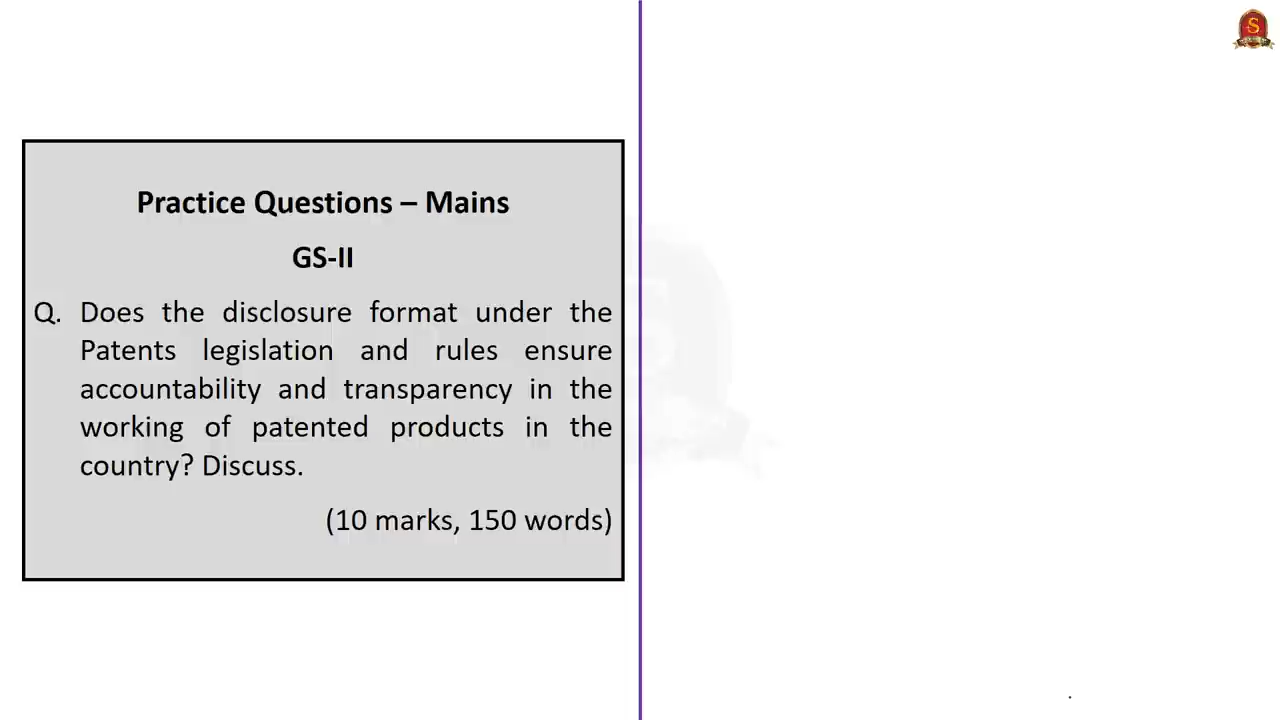 Practice Questions – Mains
GS-II
Q. Does the disclosure format under the
Patents legislation and rules ensure
accountability and transparency in the
working of patented products in the
country? Discuss.
(10 marks, 150 words)
S